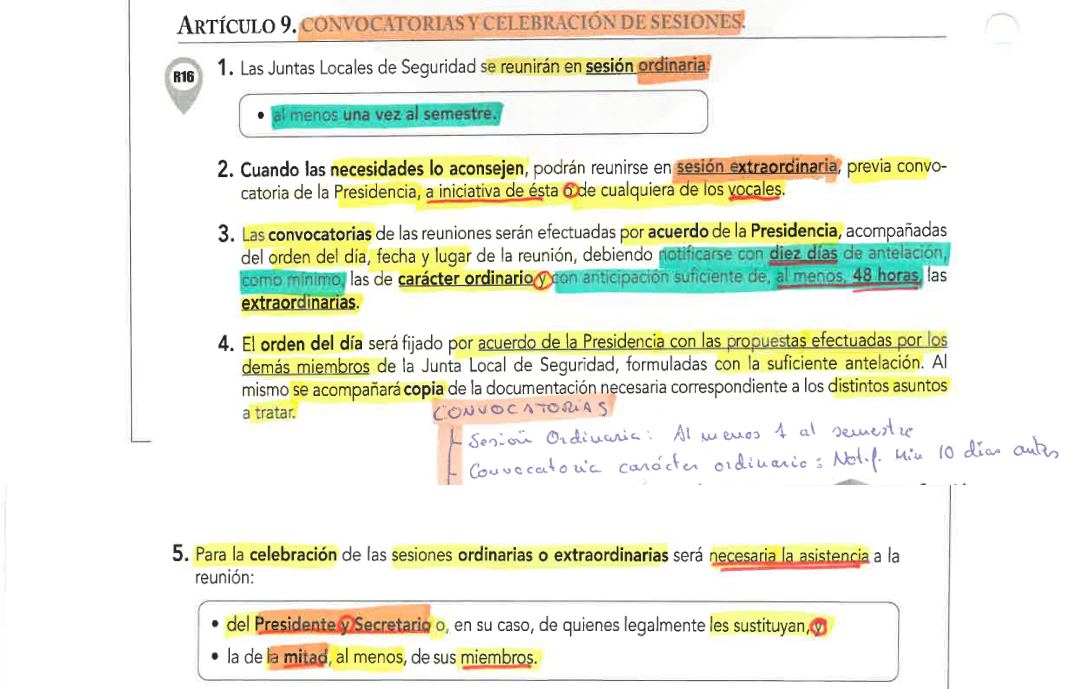 ARTÍCULO 9. CONVOCATORIAS Y CELEBRACIÓN DE SESIONES.
R16
1. Las Juntas Locales de Seguridad se reunirán en sesión ordinaria:
• al menos una vez al semestre.
2. Cuando las necesidades lo aconsejen, podrán reunirse en sesión extraordinaria, previa convo-
catoria de la Presidencia, a iniciativa de ésta o de cualquiera de los vocales.
3. Las convocatorias de las reuniones serán efectuadas por acuerdo de la Presidencia, acompañadas
del orden del día, fecha y lugar de la reunión, debiendo notificarse con diez días de antelación,
como mínimo, las de carácter ordinario y con anticipación suficiente de, al menos, 48 horas, las
extraordinarias.
4. El orden del día será fijado por acuerdo de la Presidencia con las propuestas efectuadas por los
demás miembros de la Junta Local de Seguridad, formuladas con la suficiente antelación. Al
mismo se acompañará copia de la documentación necesaria correspondiente a los distintos asuntos
a tratar.
CONVOCATORIAS
Sesión Ordinaria: Al menos 1 al semestre
Convocatoria carácter ordinario: Notif. Min 10 días antes
5. Para la celebración de las sesiones ordinarias o extraordinarias será necesaria la asistencia a la
reunión:
• del Presidente y Secretario o, en su caso, de quienes legalmente les sustituyan, y
• la de la mitad, al menos, de sus miembros.